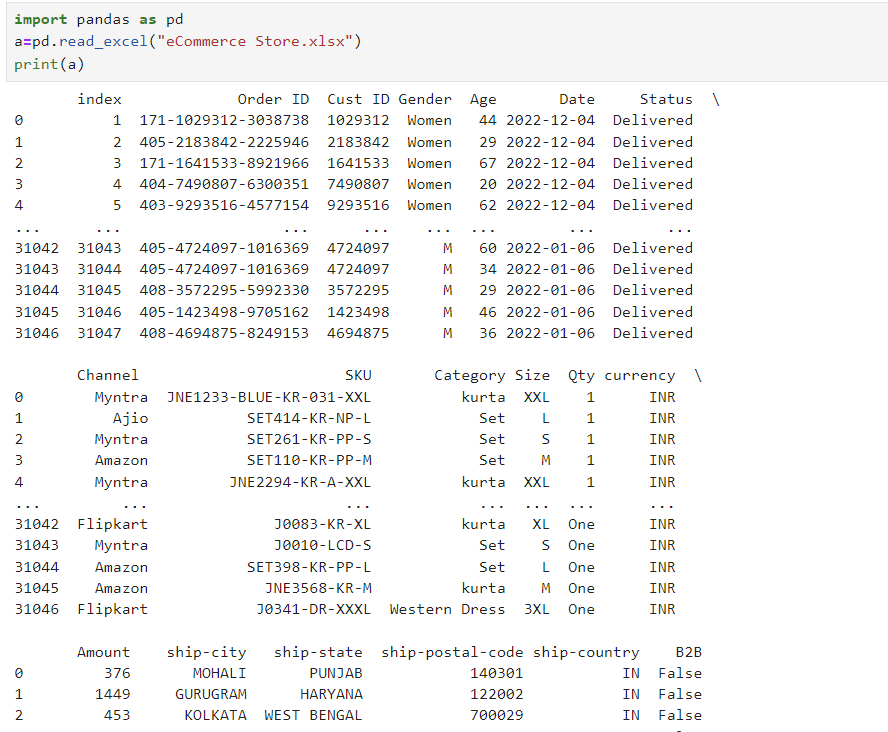 import pandas as pd
a=pd.read_excel("eCommerce Store.xlsx")
print(a)
index Order ID Cust ID Gender Age Date Status \
0 1 171-1029312-3038738 1029312 Women 44 2022-12-04 Delivered
1 2 405-2183842-2225946 2183842 Women 29 2022-12-04 Delivered
2 3 171-1641533-8921966 1641533 Women 67 2022-12-04 Delivered
3 4 404-7490807-6300351 7490807 Women 20 2022-12-04 Delivered
4 5 403-9293516-4577154 9293516 Women 62 2022-12-04 Delivered
... ... ... ... ... ... ... ...
31042 31043 405-4724097-1016369 4724097 M 60 2022-01-06 Delivered
31043 31044 405-4724097-1016369 4724097 M 34 2022-01-06 Delivered
31044 31045 408-3572295-5992330 3572295 M 29 2022-01-06 Delivered
31045 31046 405-1423498-9705162 1423498 M 46 2022-01-06 Delivered
31046 31047 408-4694875-8249153 4694875 M 36 2022-01-06 Delivered
Channel SKU Category Size Qty currency \
0 Myntra JNE1233-BLUE-KR-031-XXL kurta XXL 1 INR
1 Ajio SET414-KR-NP-L Set L 1 INR
2 Myntra SET261-KR-PP-S Set S 1 INR
3 Amazon SET110-KR-PP-M Set M 1 INR
4 Myntra JNE2294-KR-A-XXL kurta XXL 1 INR
... ... ... ... ... ... ...
31042 Flipkart J0083-KR-XL kurta XL One INR
31043 Myntra J0010-LCD-S Set S One INR
31044 Amazon SET398-KR-PP-L Set L One INR
31045 Amazon JNE3568-KR-M kurta M One INR
31046 Flipkart J0341-DR-XXXL Western Dress 3XL One INR
Amount ship-city ship-state ship-postal-code ship-country B2B
0 376 MOHALI PUNJAB 140301 IN False
1 1449 GURUGRAM HARYANA 122002 IN False
2 453 KOLKATA WEST BENGAL 700029 IN False